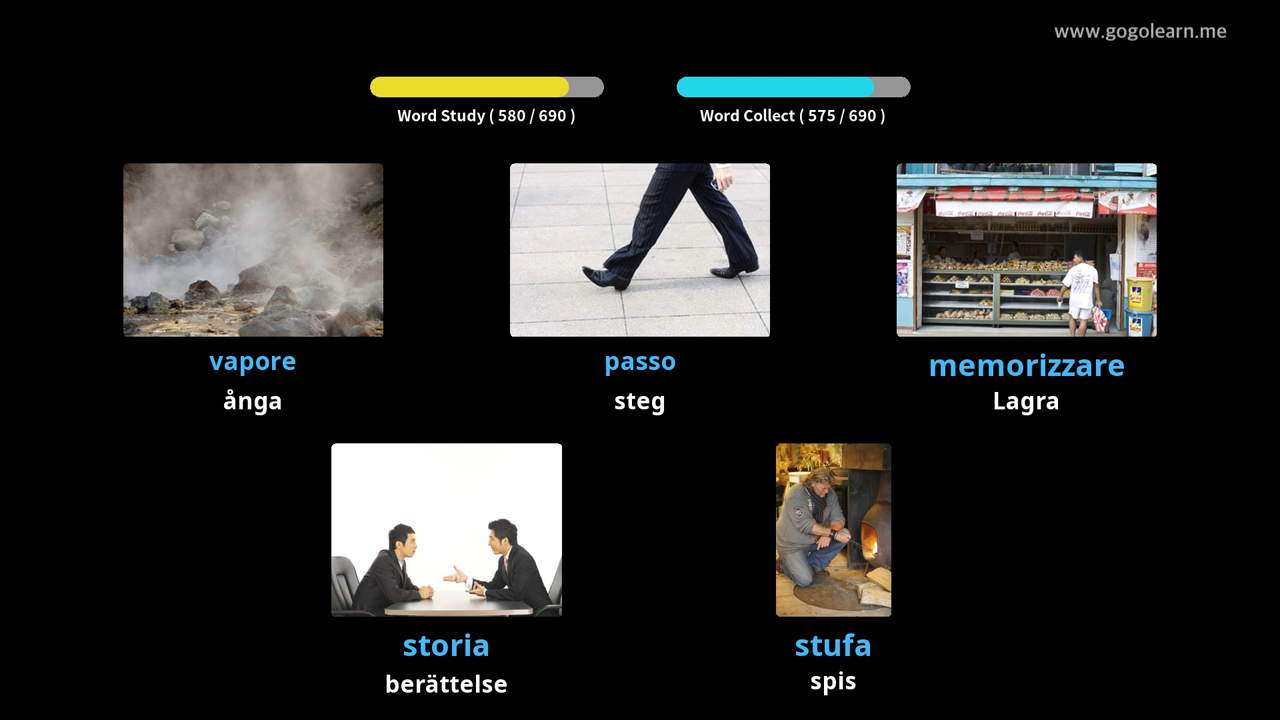 www.gogolearn.me
Word Study ( 580 / 690 )
Word Collect ( 575 / 690 )
vapore
ånga
passo
steg
memorizzare
Lagra
storia
berättelse
stufa
spis